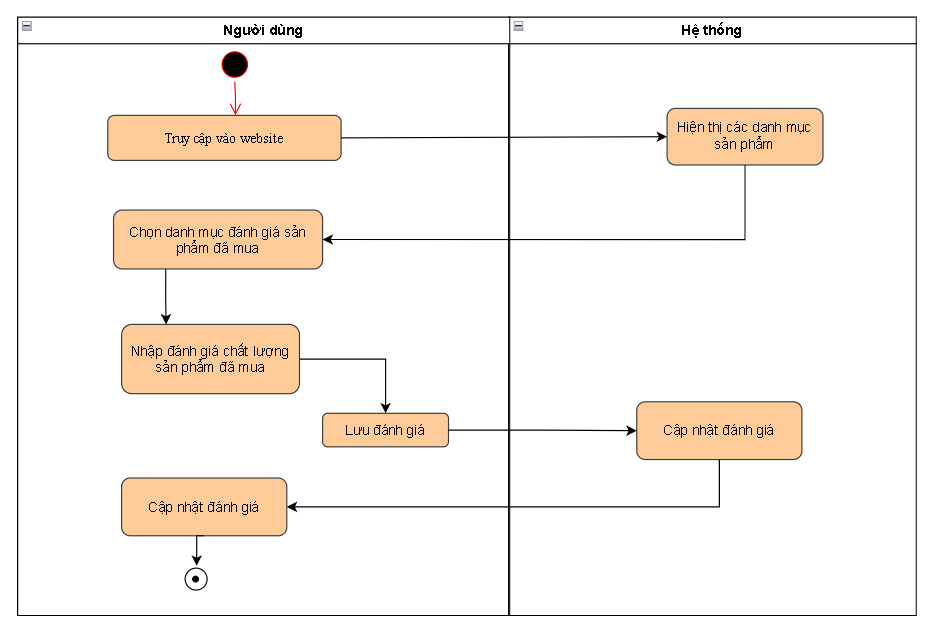 Người dùng
Hệ thống
Truy cập vào website
Hiện thị các danh mục
sản phẩm
Chọn danh mục đánh giá sản
phẩm đã mua
Nhập đánh giá chất lượng
sản phẩm đã mua
Lưu đánh giá
Cập nhật đánh giá
Cập nhật đánh giá